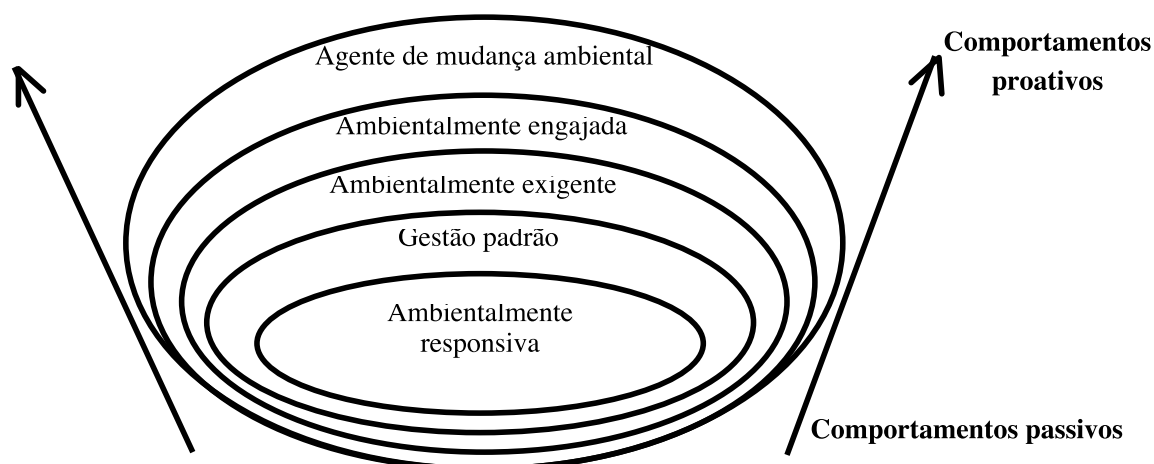 Agente de mudança ambiental
Comportamentos
proativos
Ambientalmente engajada
Ambientalmente exigente
Gestão padrão
Ambientalmente
responsiva
Comportamentos passivos